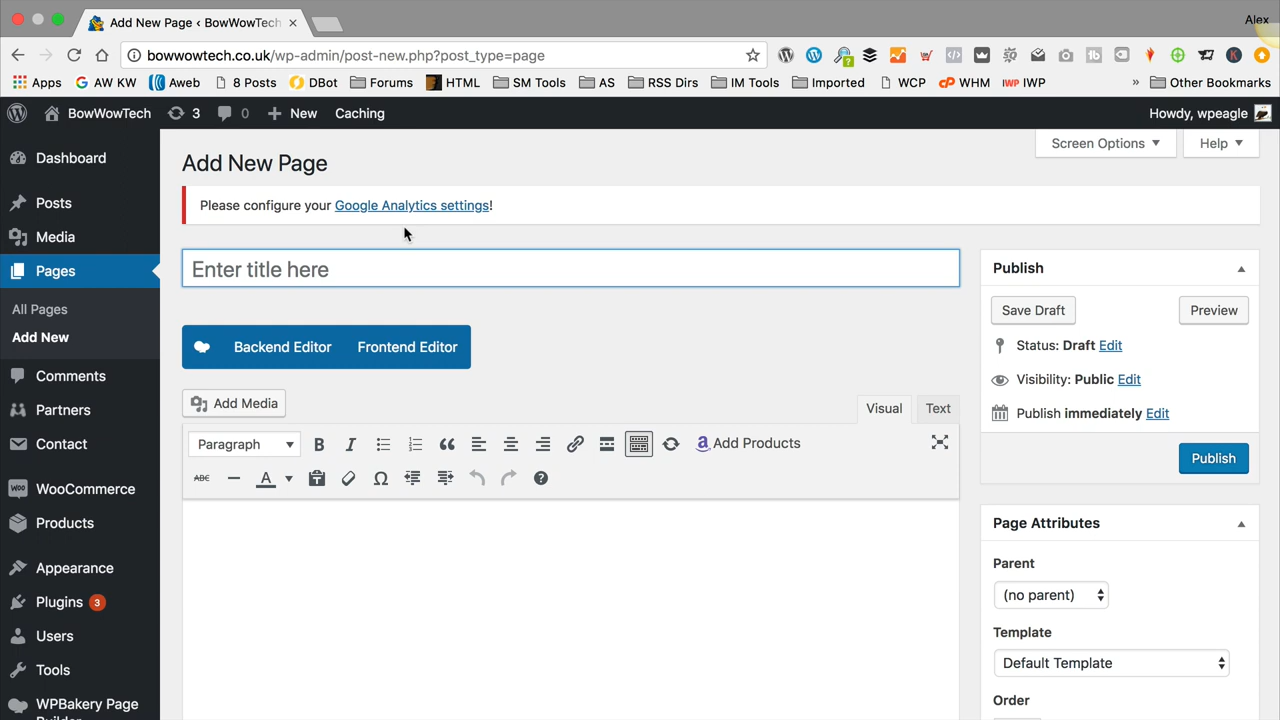 Add New Page ‹ BowWowTech
Alex
bowwowtech.co.uk/wp-admin/post-new.php?post_type=page
Apps
AW KW
Aweb
8 Posts
DBot
Forums
HTML
SM Tools
AS
RSS Dirs
IM Tools
Imported
WCP
WHM
IWP IWP
»
Other Bookmarks
BowWowTech
3
0
New
Caching
Howdy, wpeagle
Dashboard
Posts
Media
Pages
All Pages
Add New
Comments
Partners
Contact
WooCommerce
Products
Appearance
Plugins 3
Users
Tools
WPBakery Page
Add New Page
Screen Options
Help
Please configure your Google Analytics settings!
Enter title here
Backend Editor
Frontend Editor
Add Media
Visual
Text
Paragraph
B
I
Add Products
ABC
A
Ω
Publish
Save Draft
Preview
Status: Draft Edit
Visibility: Public Edit
Publish immediately Edit
Publish
Page Attributes
Parent
(no parent)
Template
Default Template
Order